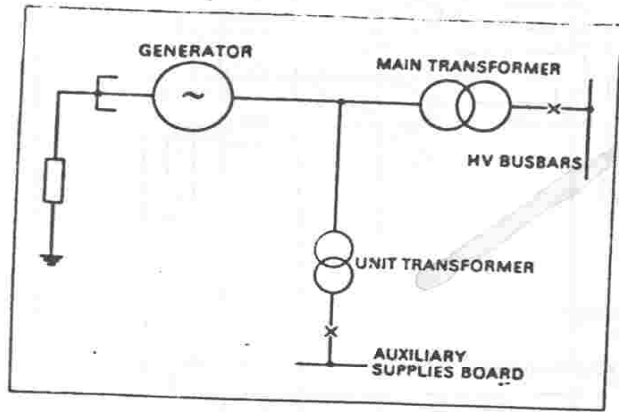 GENERATOR
~
MAIN TRANSFORMER
HV BUSBARS
UNIT TRANSFORMER
AUXILIARY
SUPPLIES BOARD